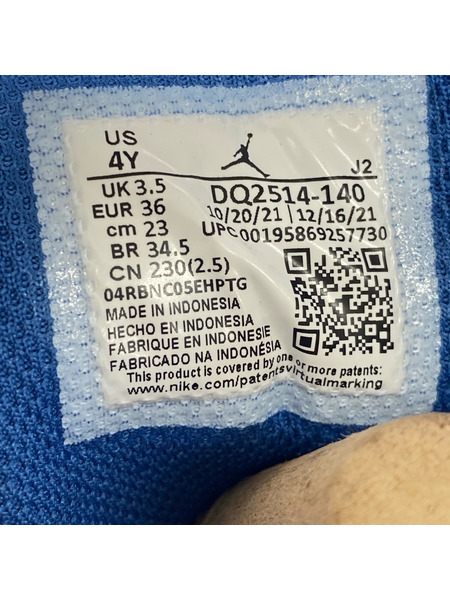 US
4Y
J2
UK 3.5
EUR 36
cm 23
BR 34.5
CN 230(2.5)
DQ2514-140
10/20/21 | 12/16/21
UPC00195869257730
04RBNC05EHPTG
MADE IN INDONESIA
HECHO EN INDONESIA
FABRIQUE EN INDONESIE
FABRICADO NA INDONÉSIA
This product is covered by one or more patents:
www.nike.com/patentsvirtualmarking